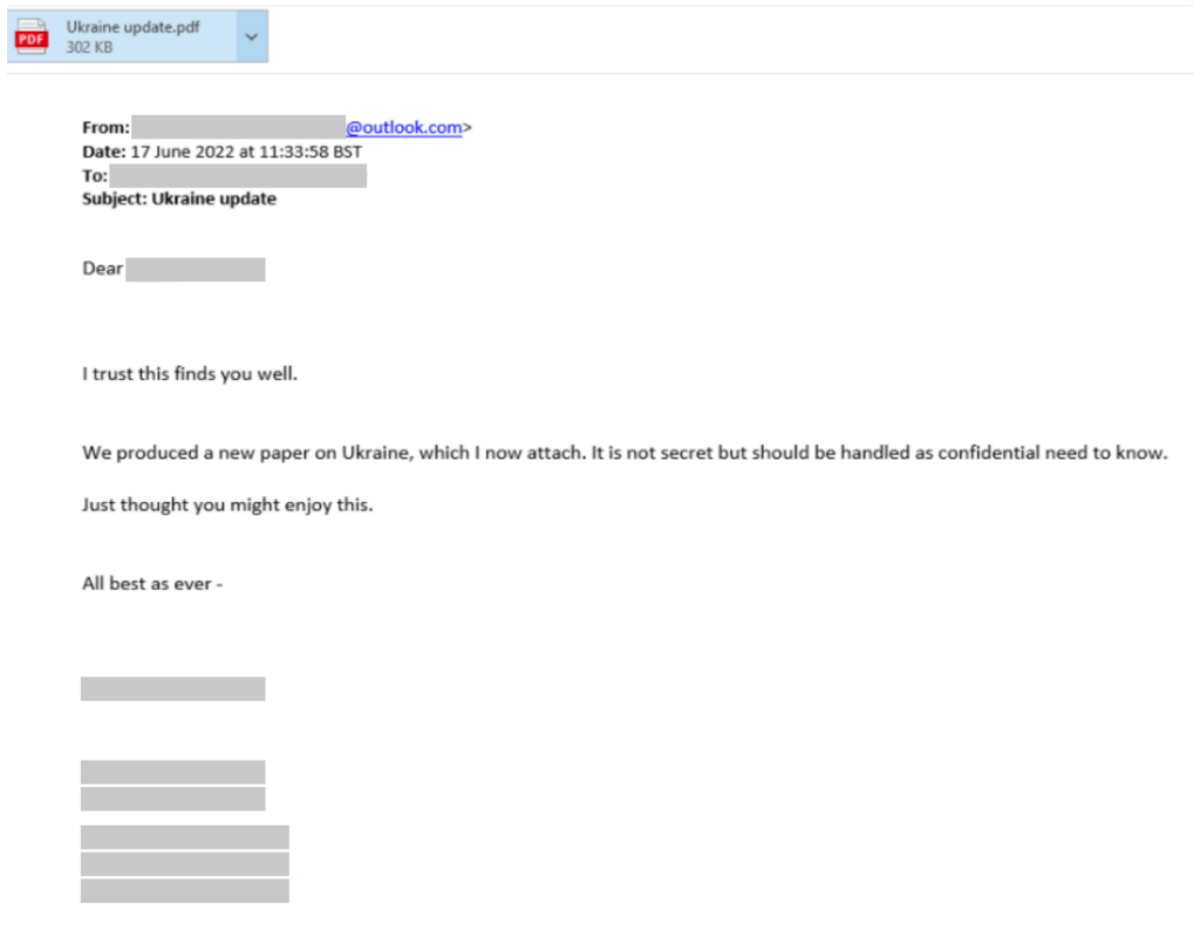 PDF
Ukraine update.pdf
302 KB
From: @outlook.com>
Date: 17 June 2022 at 11:33:58 BST
To:
Subject: Ukraine update
Dear
I trust this finds you well.
We produced a new paper on Ukraine, which I now attach. It is not secret but should be handled as confidential need to know.
Just thought you might enjoy this.
All best as ever -